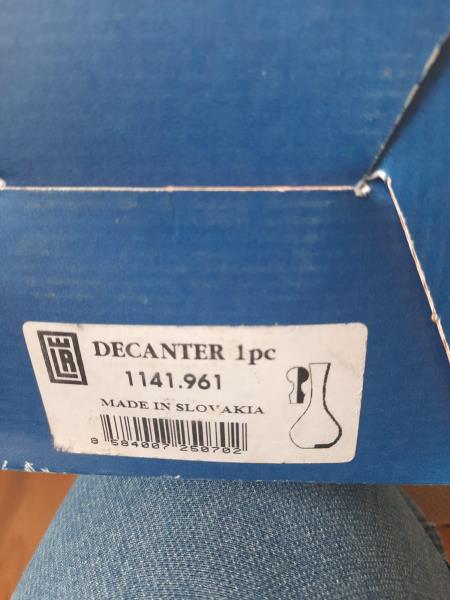 DECANTER 1pc
1141.961
MADE IN SLOVAKIA
8 584007 250702